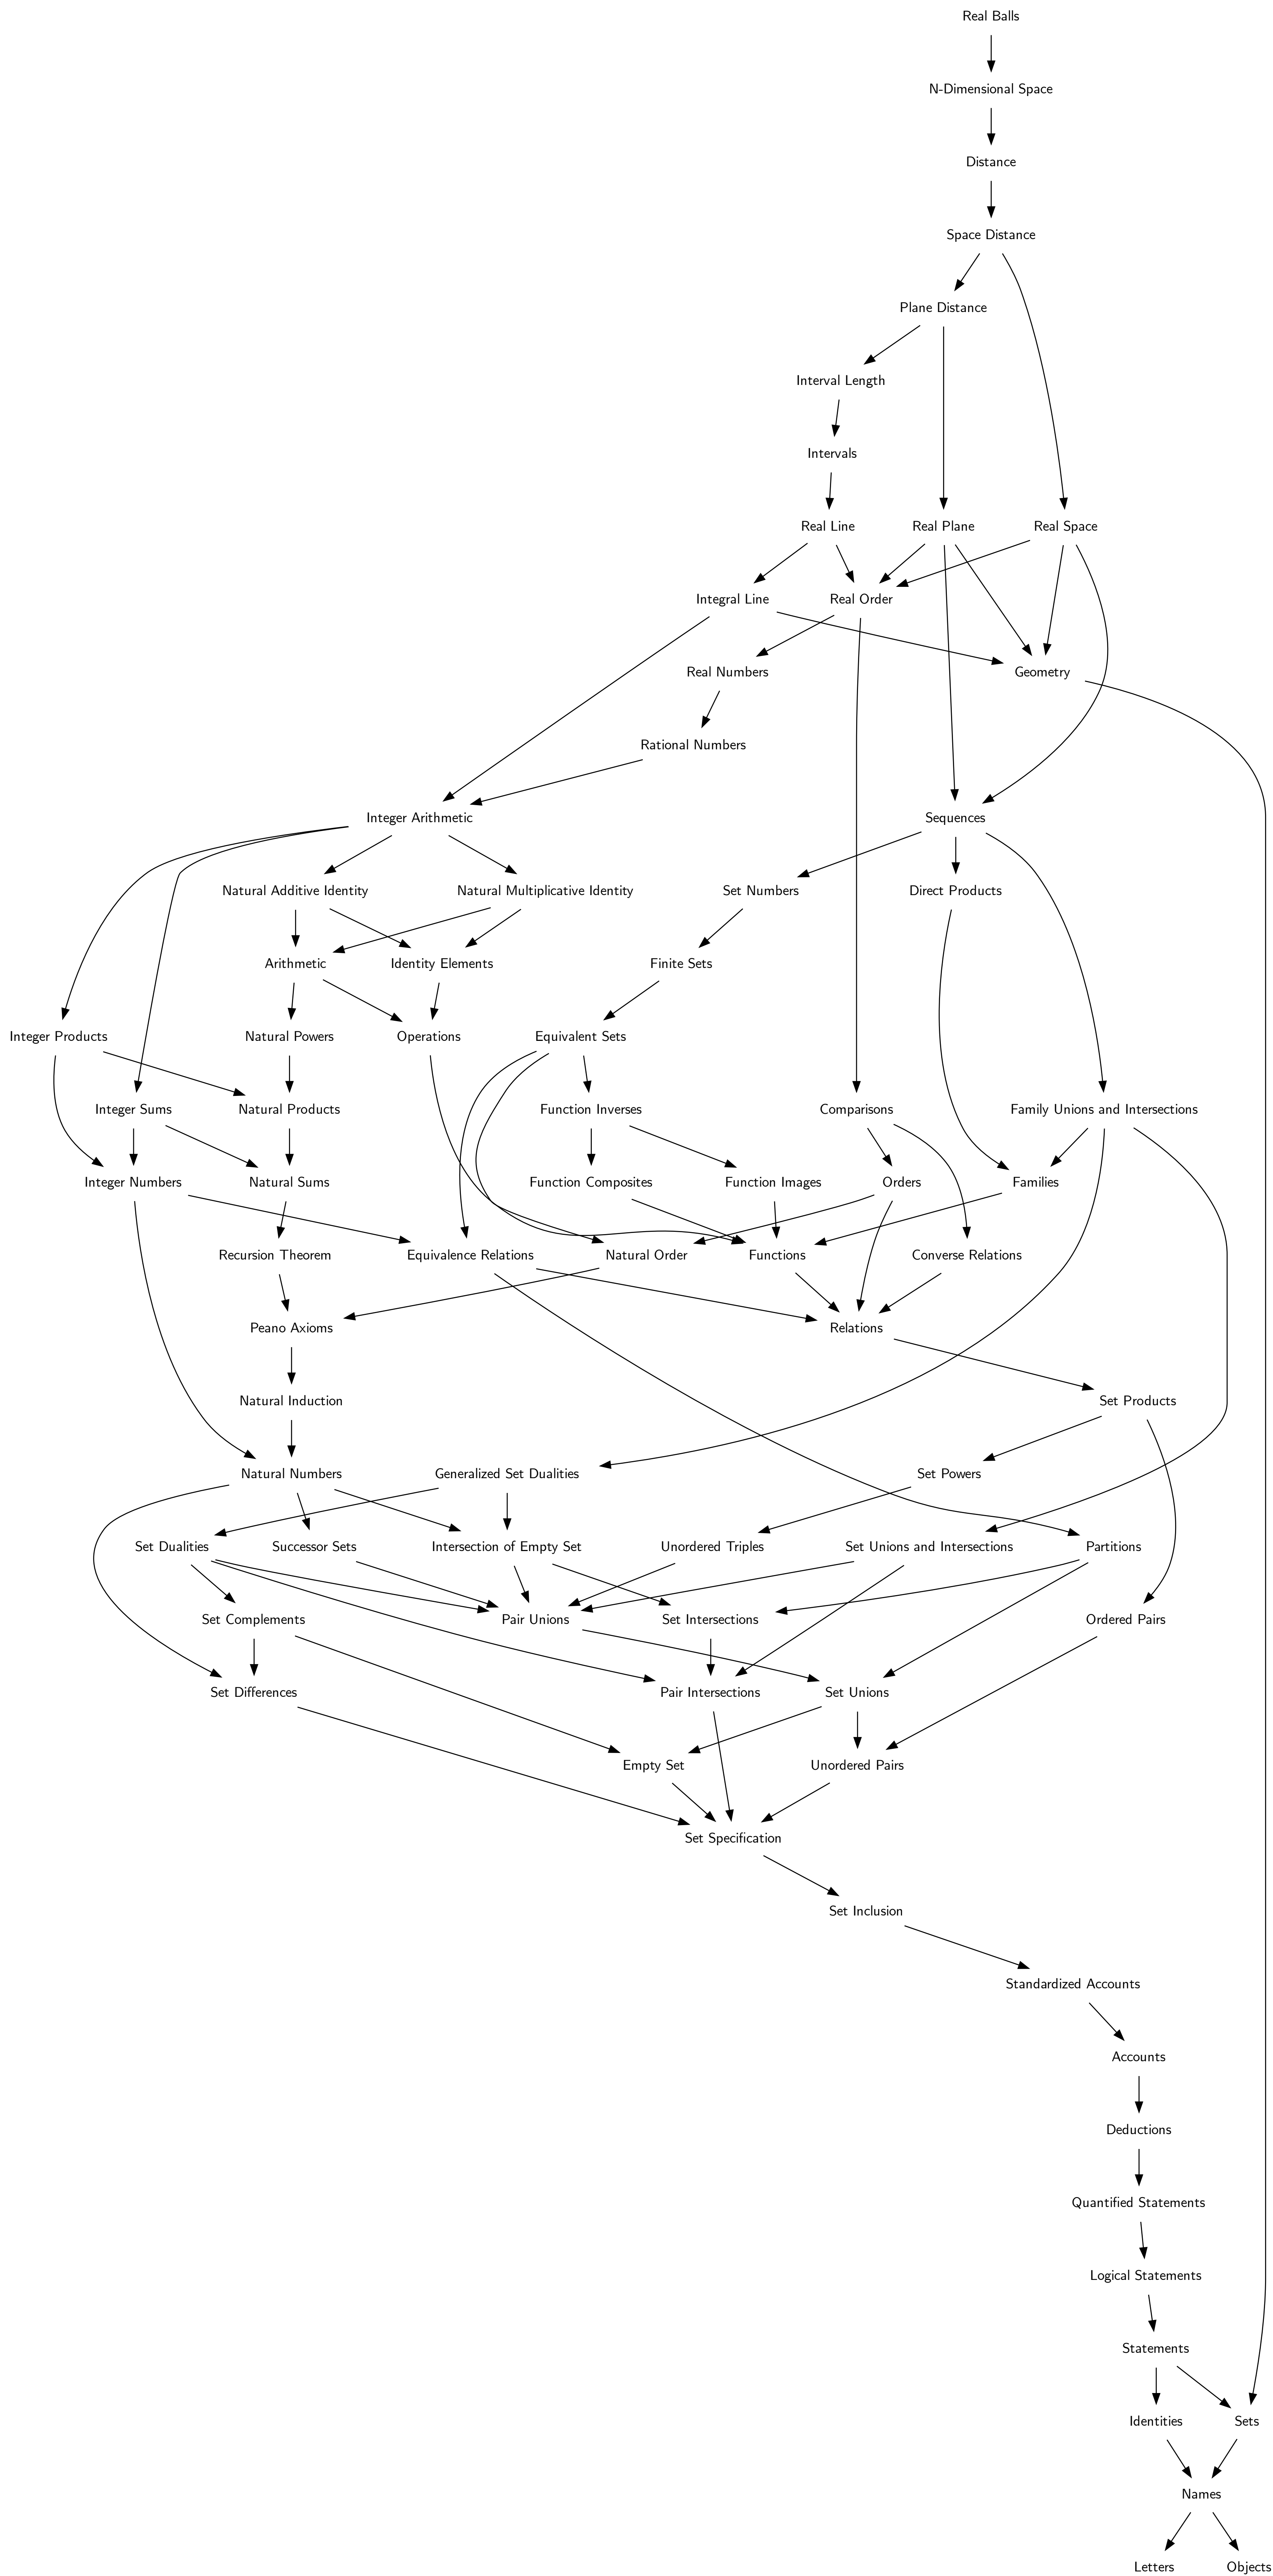 Real Balls
N-Dimensional Space
Distance
Space Distance
Plane Distance
Interval Length
Intervals
Real Line
Real Plane
Real Space
Integral Line
Real Order
Real Numbers
Geometry
Rational Numbers
Integer Arithmetic
Sequences
Natural Additive Identity
Natural Multiplicative Identity
Set Numbers
Direct Products
Arithmetic
Identity Elements
Finite Sets
Integer Products
Natural Powers
Operations
Equivalent Sets
Integer Sums
Natural Products
Function Inverses
Comparisons
Family Unions and Intersections
Integer Numbers
Natural Sums
Function Composites
Function Images
Orders
Families
Recursion Theorem
Equivalence Relations
Natural Order
Functions
Converse Relations
Peano Axioms
Relations
Natural Induction
Set Products
Natural Numbers
Generalized Set Dualities
Set Powers
Set Dualities
Successor Sets
Intersection of Empty Set
Unordered Triples
Set Unions and Intersections
Partitions
Set Complements
Pair Unions
Set Intersections
Ordered Pairs
Set Differences
Pair Intersections
Set Unions
Empty Set
Unordered Pairs
Set Specification
Set Inclusion
Standardized Accounts
Accounts
Deductions
Quantified Statements
Logical Statements
Statements
Identities
Sets
Names
Letters
Objects